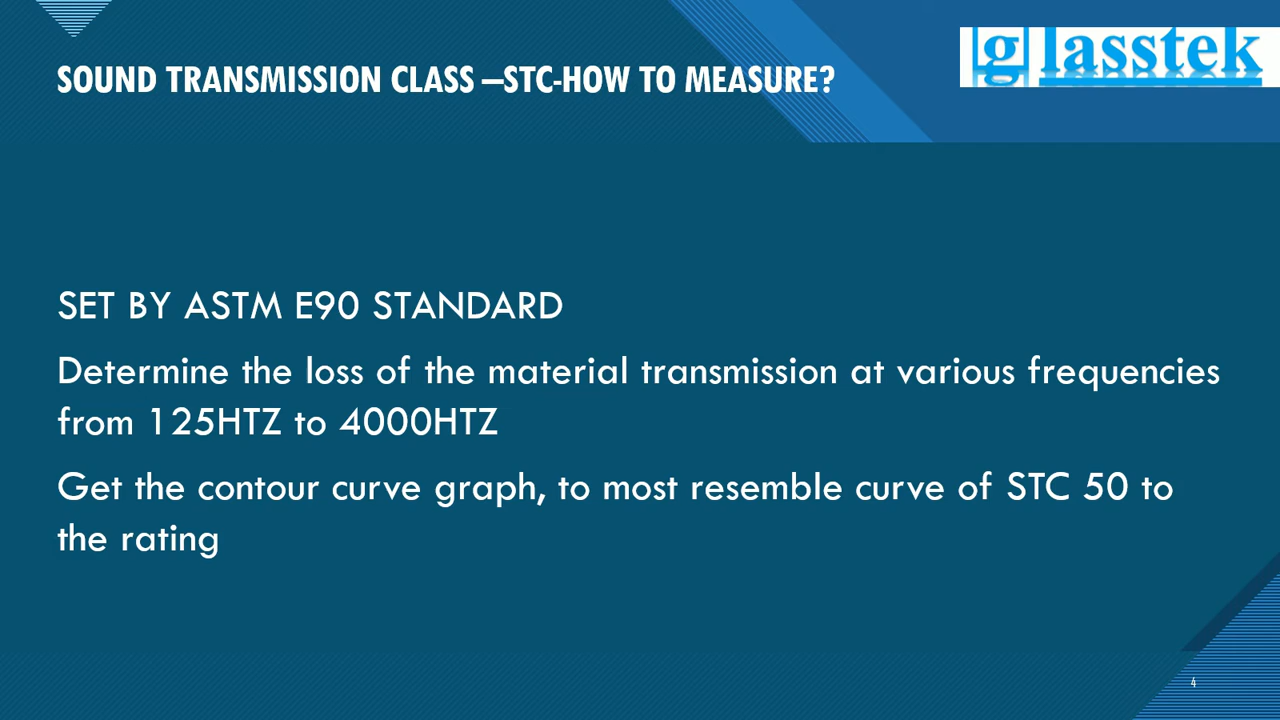 SOUND TRANSMISSION CLASS –STC-HOW TO MEASURE?
glasstek
SET BY ASTM E90 STANDARD
Determine the loss of the material transmission at various frequencies
from 125HTZ to 4000HTZ
Get the contour curve graph, to most resemble curve of STC 50 to
the rating
4